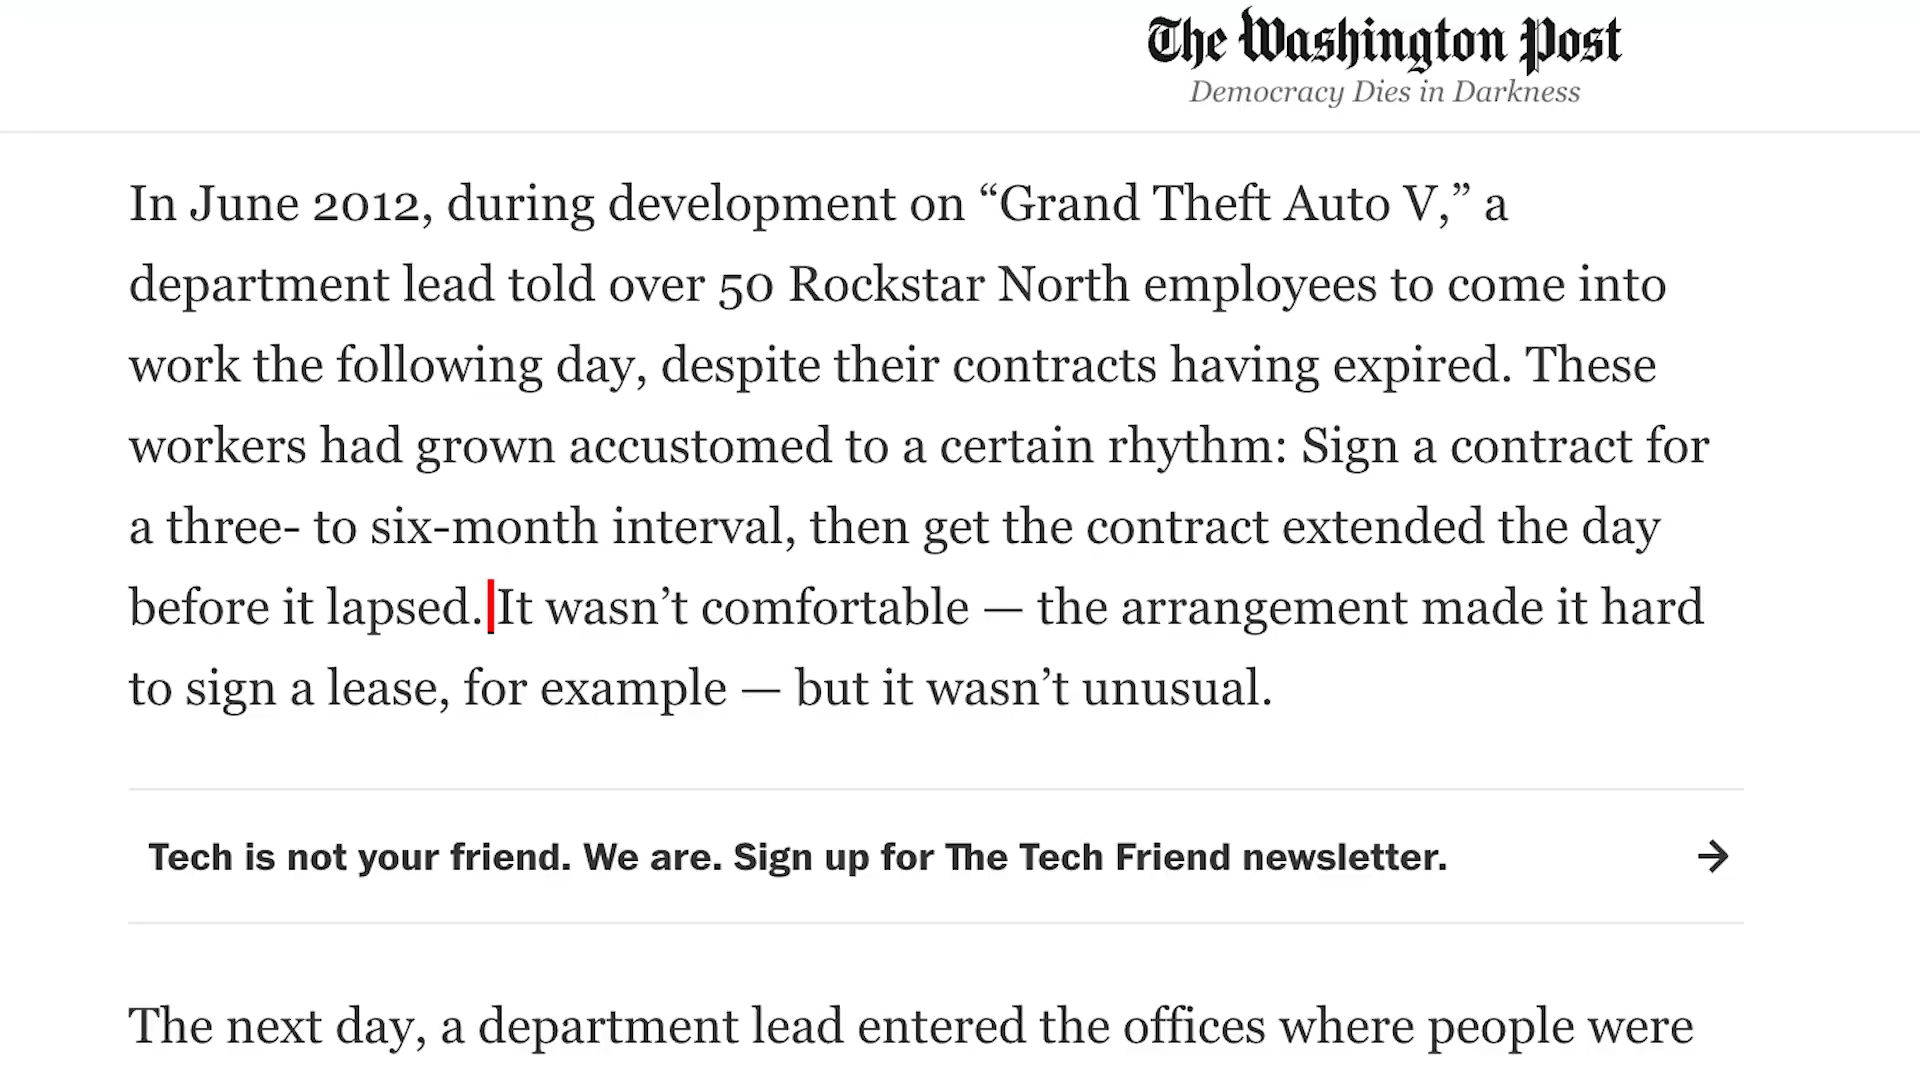 The Washington Post
Democracy Dies in Darkness
In June 2012, during development on “Grand Theft Auto V,” a
department lead told over 50 Rockstar North employees to come into
work the following day, despite their contracts having expired. These
workers had grown accustomed to a certain rhythm: Sign a contract for
a three- to six-month interval, then get the contract extended the day
before it lapsed. It wasn’t comfortable — the arrangement made it hard
to sign a lease, for example — but it wasn’t unusual.
Tech is not your friend. We are. Sign up for The Tech Friend newsletter.
The next day, a department lead entered the offices where people were